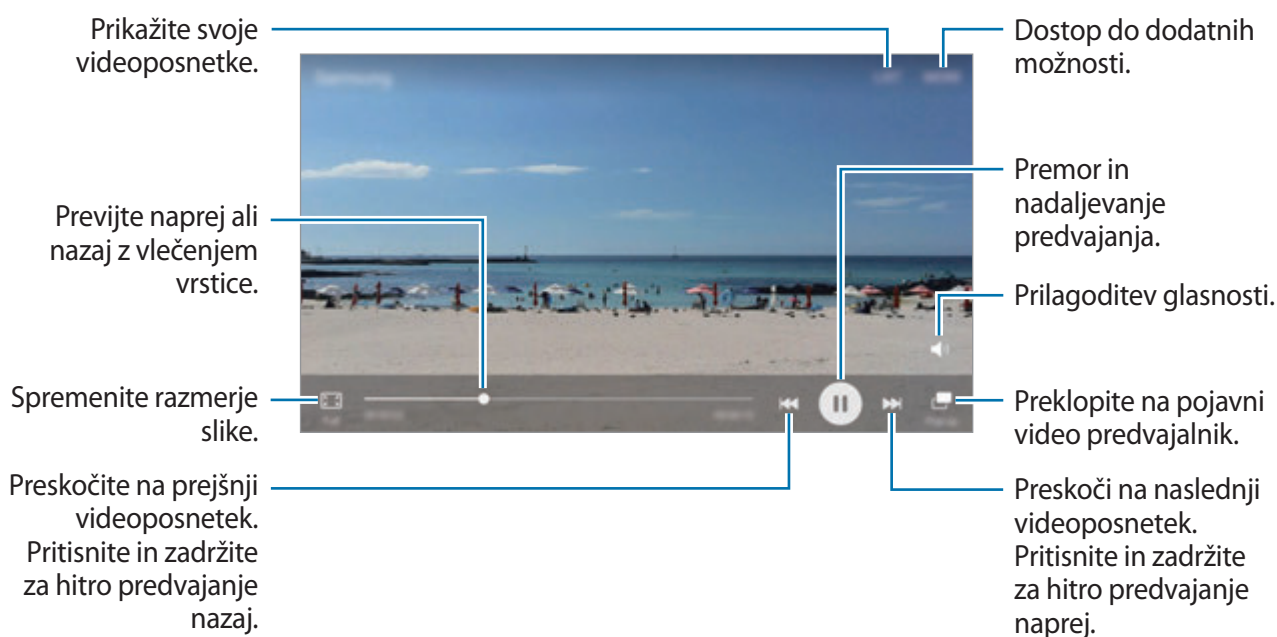 Prikažite svoje
videoposnetke.
Dostop do dodatnih
možnosti.
Samsung
Premor in
nadaljevanje
predvajanja.
Previjte naprej ali
nazaj z vlečenjem
vrstice.
Prilagoditev glasnosti.
Spremenite razmerje
slike.
Preklopite na pojavni
video predvajalnik.
Preskočite na prejšnji
videoposnetek.
Pritisnite in zadržite
za hitro predvajanje
nazaj.
Preskoči na naslednji
videoposnetek.
Pritisnite in zadržite
za hitro predvajanje
naprej.